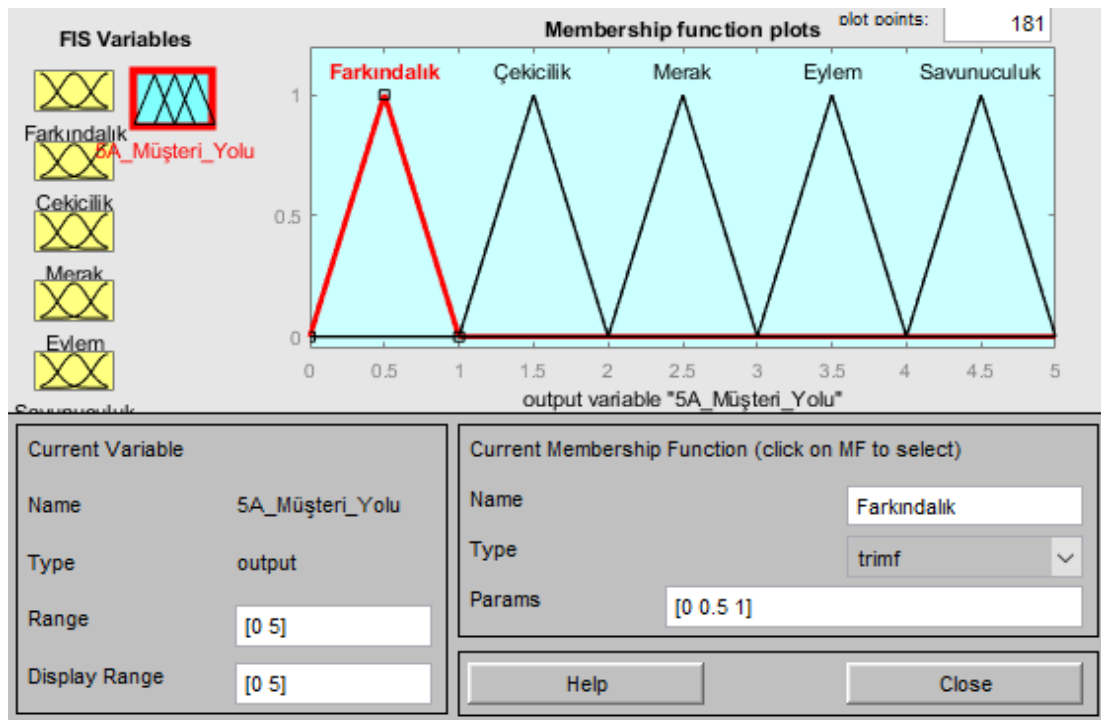 FIS Variables
Farkındalık
5A_Müşteri_Yolu
Çekicilik
Merak
Eylem
Savunuculuk
Membership function plots
plot points:
181
Farkındalık Çekicilik Merak Eylem Savunuculuk
1
0.5
0
0 0.5 1 1.5 2 2.5 3 3.5 4 4.5 5
output variable "5A_Müşteri_Yolu"
Current Variable
Name 5A_Müşteri_Yolu
Type output
Range [0 5]
Display Range [0 5]
Current Membership Function (click on MF to select)
Name Farkındalık
Type trimf
Params [0 0.5 1]
Help Close